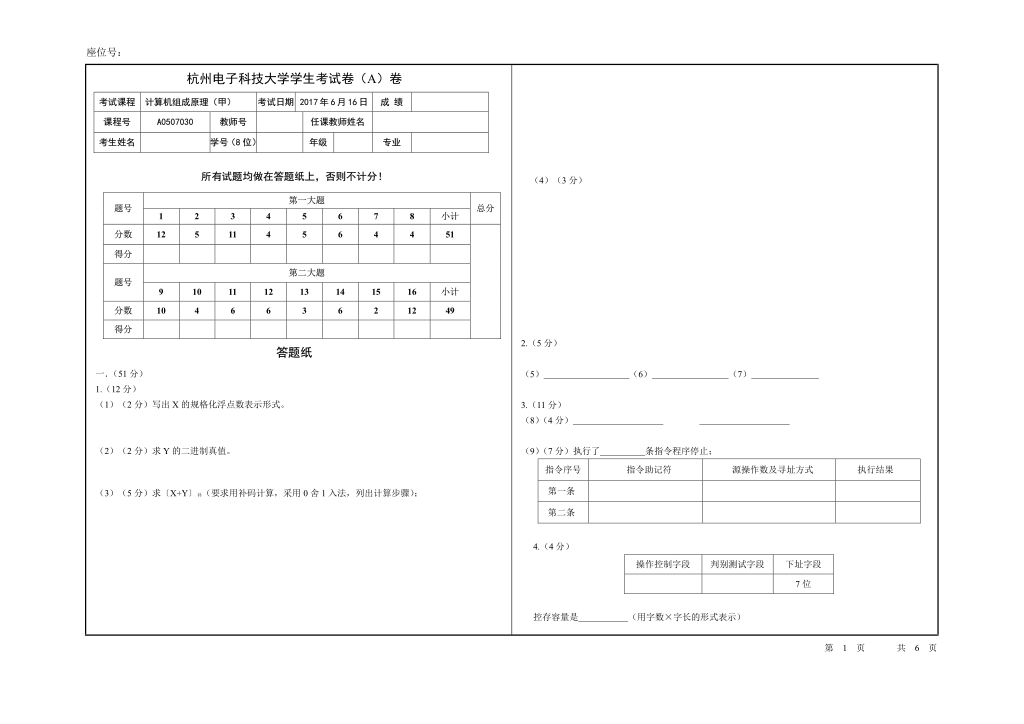 座位号：
杭州电子科技大学学生考试卷（A）卷
考试课程 计算机组成原理（甲） 考试日期 2017 年 6 月 16 日 成 绩
课程号 A0507030 教师号 任课教师姓名
考生姓名 学号（8 位） 年级 专业
所有试题均做在答题纸上，否则不计分！
题号 第一大题 总分
1 2 3 4 5 6 7 8 小计
分数 12 5 11 4 5 6 4 4 51
得分
题号 第二大题
9 10 11 12 13 14 15 16 小计
分数 10 4 6 6 3 6 2 12 49
得分
答题纸
一．（51 分）
1.（12 分）
（1）（2 分）写出 X 的规格化浮点数表示形式。
（2）（2 分）求 Y 的二进制真值。
（3）（5 分）求〔X+Y〕浮（要求用补码计算，采用 0 舍 1 入法，列出计算步骤）；
（4）（3 分）
2.（5 分）
（5）___________________（6）_________________（7）_______________
3.（11 分）
（8）（4 分）____________________ ____________________
（9）（7 分）执行了__________条指令程序停止；
指令序号 指令助记符 源操作数及寻址方式 执行结果
第一条
第二条
4.（4 分）
操作控制字段 判别测试字段 下址字段
7 位
控存容量是___________（用字数×字长的形式表示）
第 1 页 共 6 页